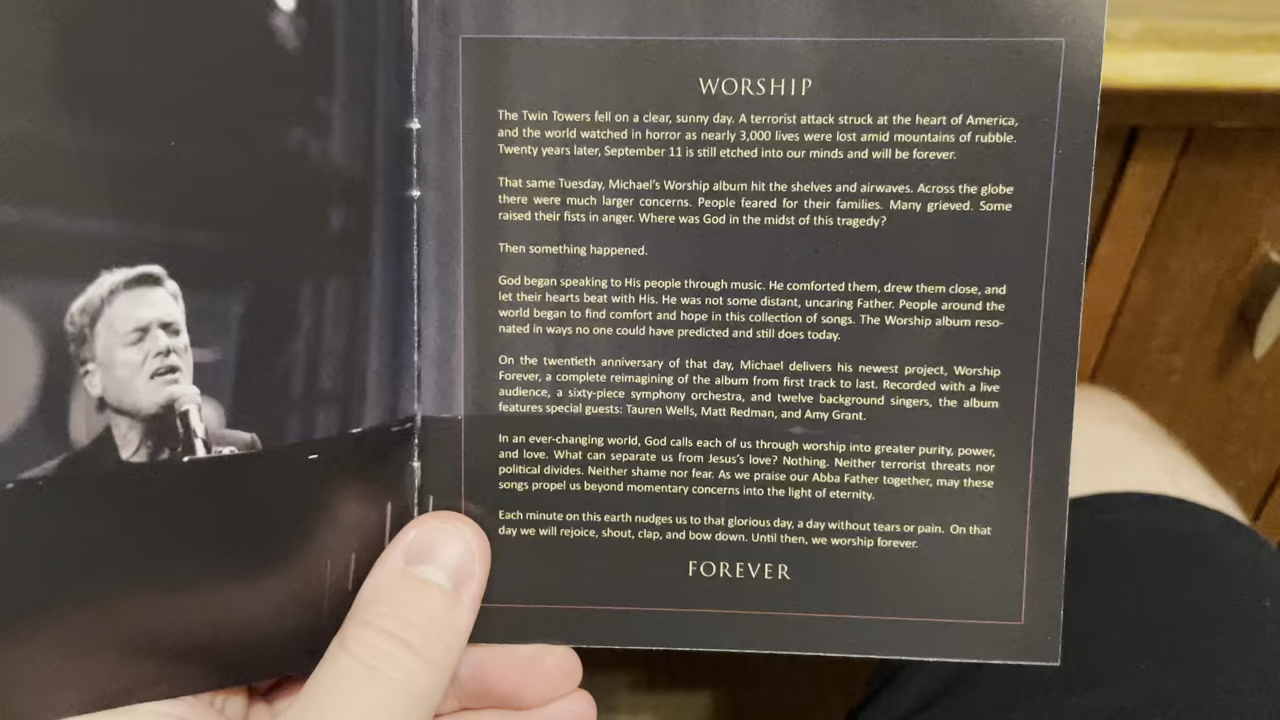 WORSHIP
The Twin Towers fell on a clear, sunny day. A terrorist attack struck at the heart of America,
and the world watched in horror as nearly 3,000 lives were lost amid mountains of rubble.
Twenty years later, September 11 is still etched into our minds and will be forever.
That same Tuesday, Michael's Worship album hit the shelves and airwaves. Across the globe
there were much larger concerns. People feared for their families. Many grieved. Some
raised their fists in anger. Where was God in the midst of this tragedy?
Then something happened.
God began speaking to His people through music. He comforted them, drew them close, and
let their hearts beat with His. He was not some distant, uncaring Father. People around the
world began to find comfort and hope in this collection of songs. The Worship album reso-
nated in ways no one could have predicted and still does today.
On the twentieth anniversary of that day, Michael delivers his newest project, Worship
Forever, a complete reimagining of the album from first track to last. Recorded with a live
audience, a sixty-piece symphony orchestra, and twelve background singers, the album
features special guests: Tauren Wells, Matt Redman, and Amy Grant.
In an ever-changing world, God calls each of us through worship into greater purity, power,
and love. What can separate us from Jesus's love? Nothing. Neither terrorist threats nor
political divides. Neither shame nor fear. As we praise our Abba Father together, may these
songs propel us beyond momentary concerns into the light of eternity.
Each minute on this earth nudges us to that glorious day, a day without tears or pain. On that
day we will rejoice, shout, clap, and bow down. Until then, we worship forever.
FOREVER